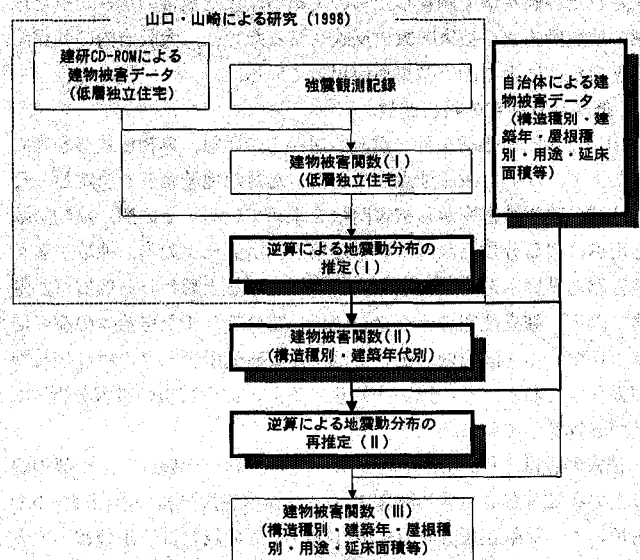 山口・山崎による研究（1998）
建研CD-ROMによる
建物被害データ
(低層独立住宅)
強震観測記録
自治体による建
物被害データ
（構造種別・建
築年・屋根種
別・用途・延床
面積等）
建物被害関数(Ⅰ)
(低層独立住宅)
逆算による地震動分布の
推定(Ⅰ)
建物被害関数(Ⅱ)
(構造種別・建築年代別)
逆算による地震動分布の
再推定（Ⅱ）
建物被害関数(Ⅲ)
(構造種別・建築年・屋根種
別・用途・延床面積等)